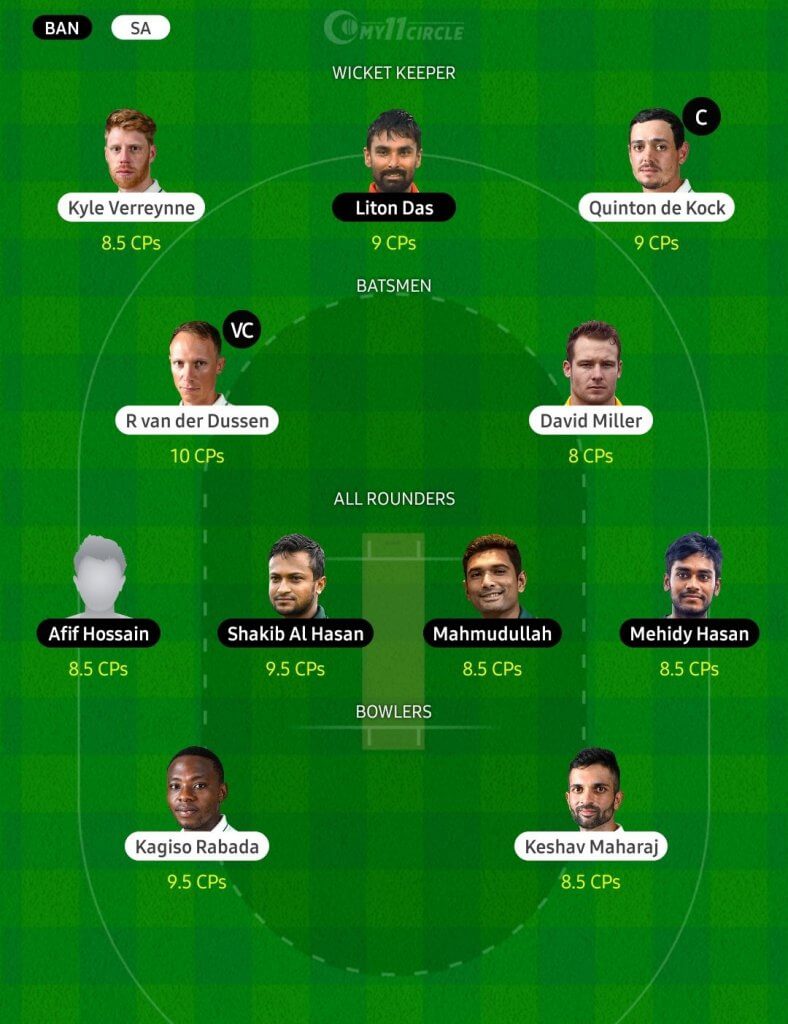 BAN SA
MY11CIRCLE
WICKET KEEPER
C
Kyle Verreynne Liton Das Quinton de Kock
8.5 CPs 9 CPs 9 CPs
BATSMEN
VC
R van der Dussen David Miller
10 CPs 8 CPs
ALL ROUNDERS
Afif Hossain Shakib Al Hasan Mahmudullah Mehidy Hasan
8.5 CPs 9.5 CPs 8.5 CPs 8.5 CPs
BOWLERS
Kagiso Rabada Keshav Maharaj
9.5 CPs 8.5 CPs